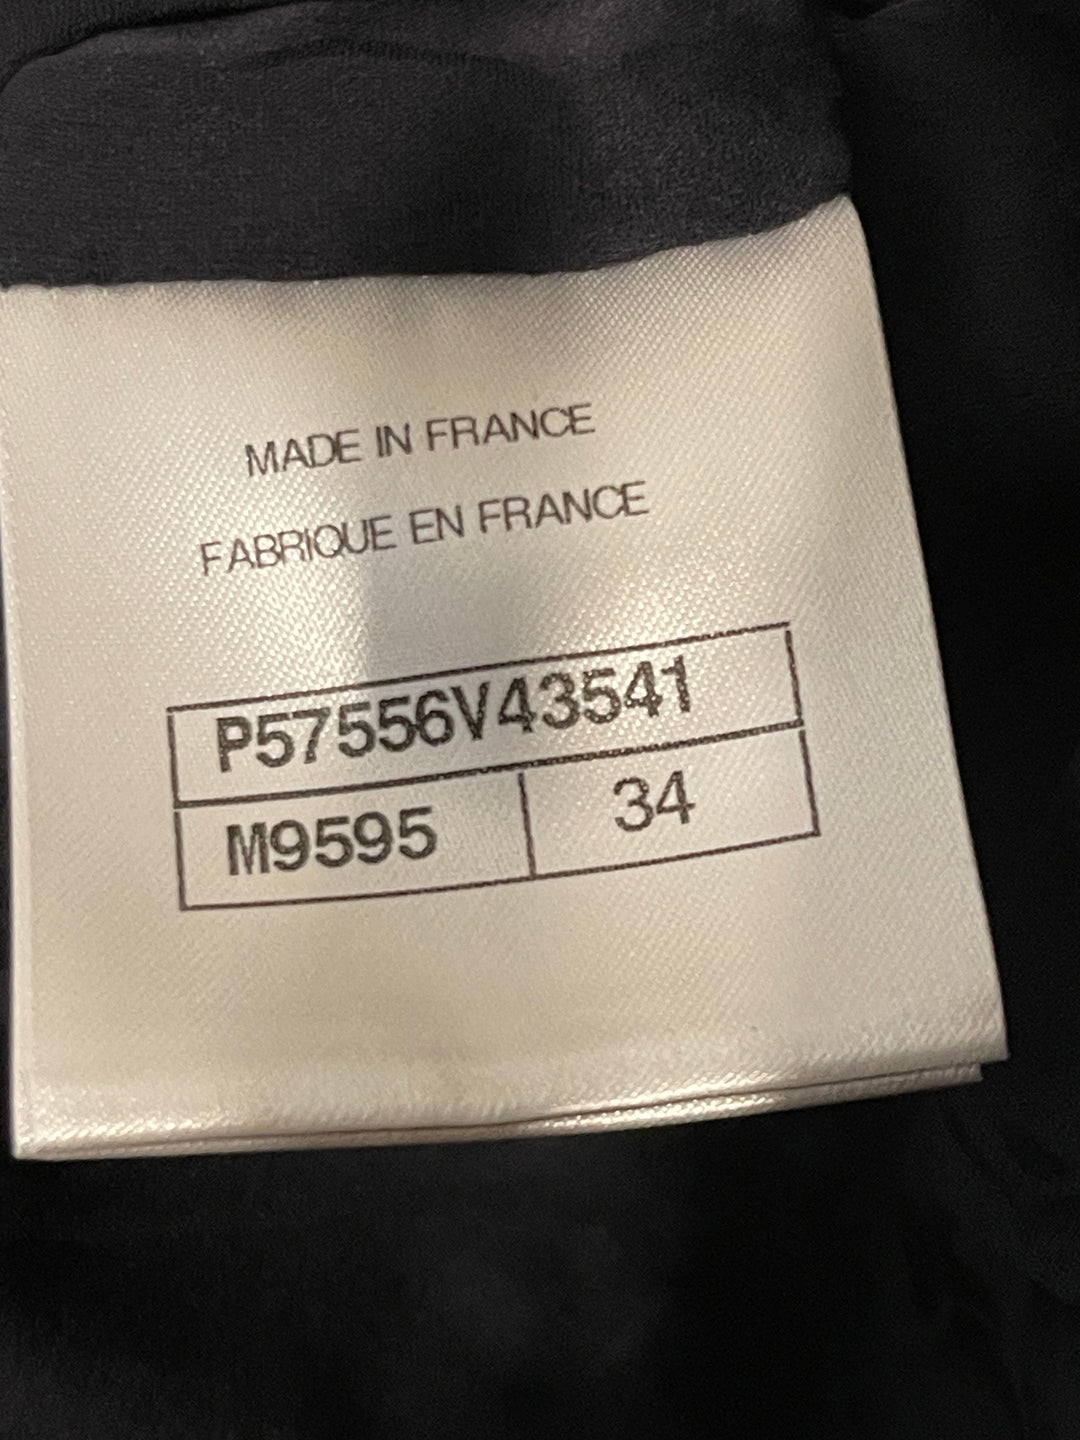 MADE IN FRANCE
FABRIQUE EN FRANCE
P57556V43541
M9595 34